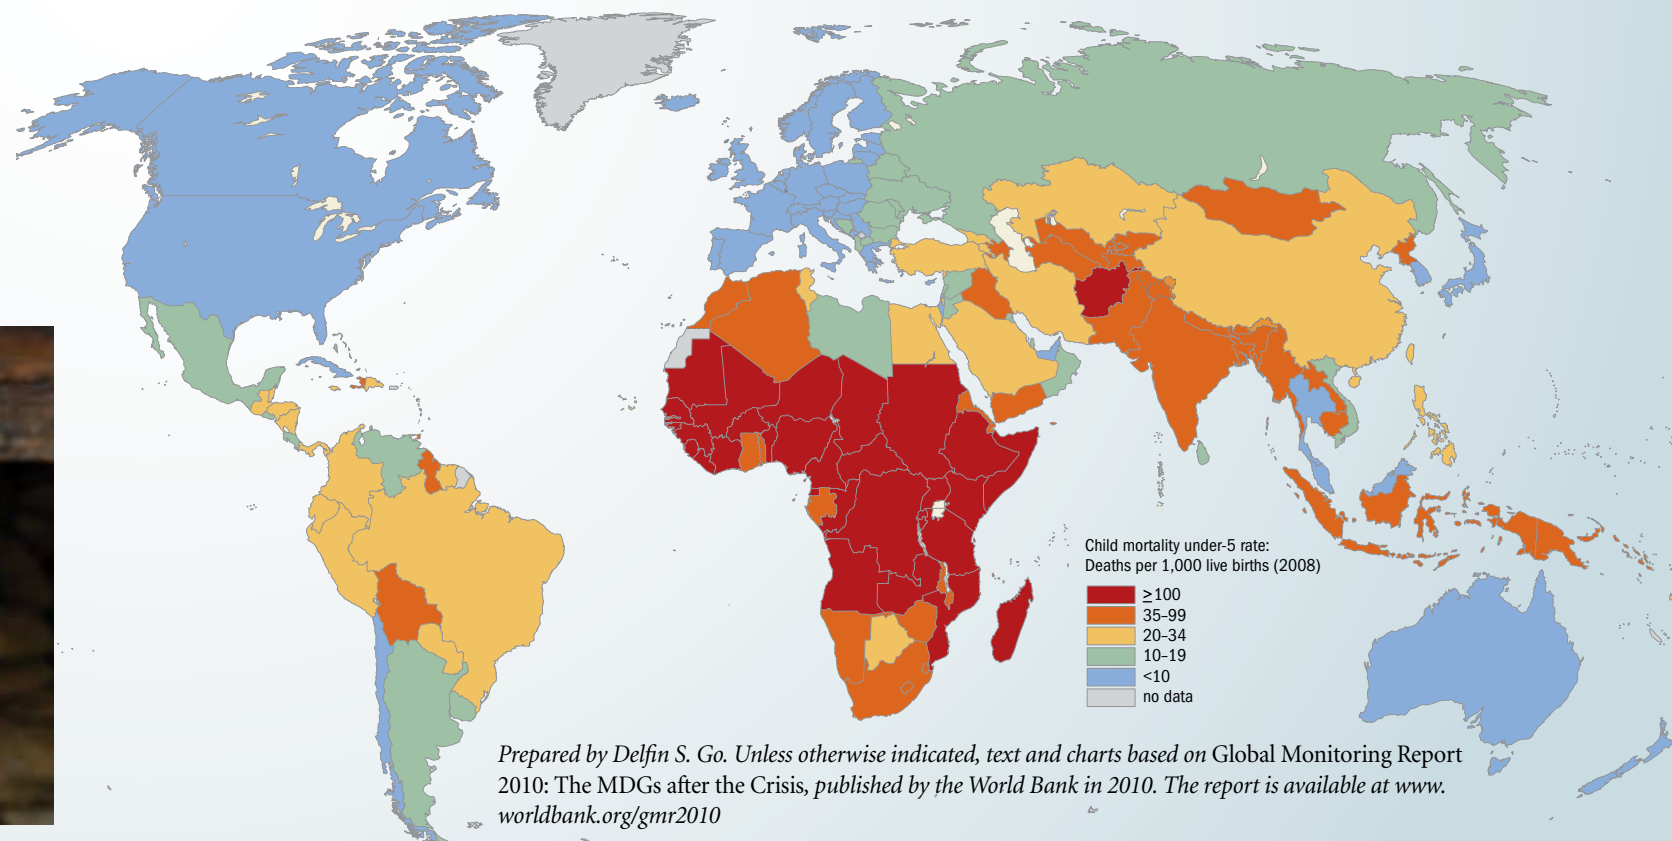 Child mortality under-5 rate:
Deaths per 1,000 live births (2008)
≥100
35–99
20–34
10–19
<10
no data
Prepared by Delfin S. Go. Unless otherwise indicated, text and charts based on Global Monitoring Report
2010: The MDGs after the Crisis, published by the World Bank in 2010. The report is available at www.
worldbank.org/gmr2010